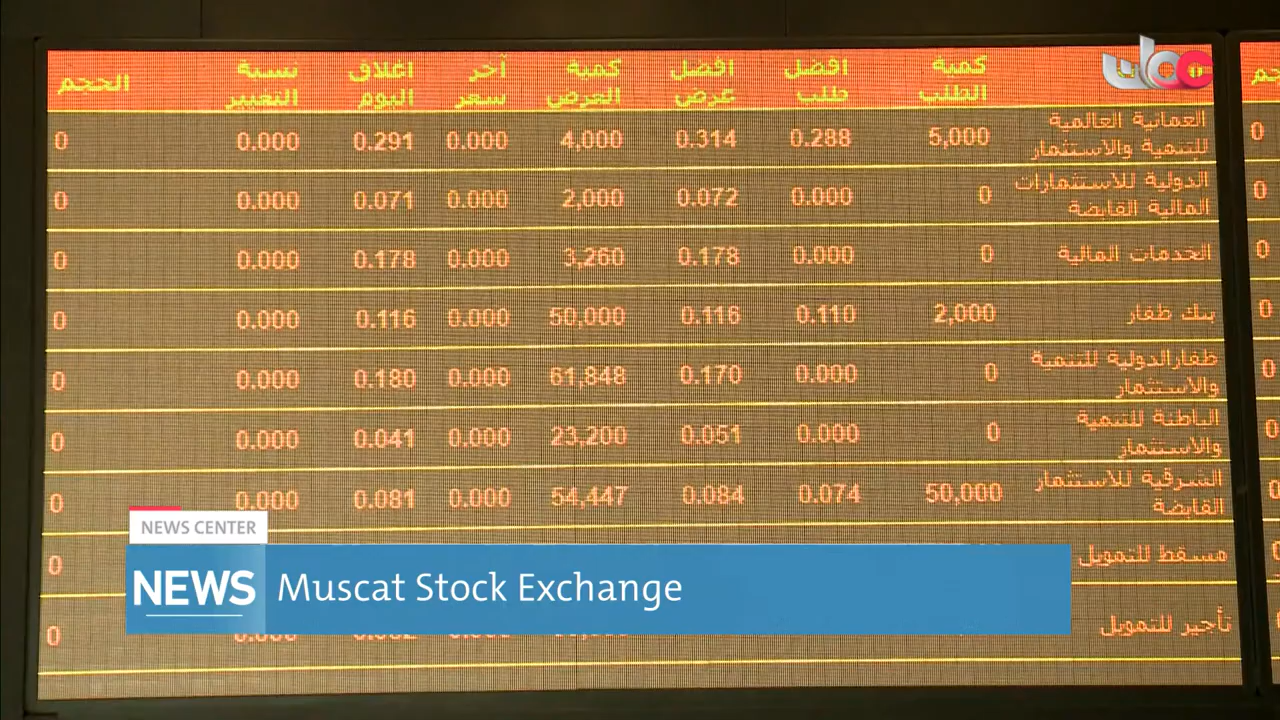 كمية الطلب افضل طلب افضل عرض كمية العرض آخر سعر اغلاق اليوم نسبة التغيير الحجم
العمانية العالمية للتنمية والاستثمار 5,000 0.288 0.314 4,000 0.000 0.291 0.000 0
الدولية للاستثمارات المالية القابضة 0 0.000 0.072 2,000 0.000 0.071 0.000 0
الخدمات المالية 0 0.000 0.178 3,260 0.000 0.178 0.000 0
بنك ظفار 2,000 0.110 0.116 50,000 0.000 0.116 0.000 0
ظفارالدولية للتنمية والاستثمار 0 0.000 0.170 61,848 0.000 0.180 0.000 0
الباطنة للتنمية والاستثمار 0 0.000 0.051 23,200 0.000 0.041 0.000 0
الشرقية للاستثمار القابضة 50,000 0.074 0.084 54,447 0.000 0.081 0.000 0
مسقط للتمويل 0
تأجير للتمويل 0
NEWS CENTER
NEWS Muscat Stock Exchange